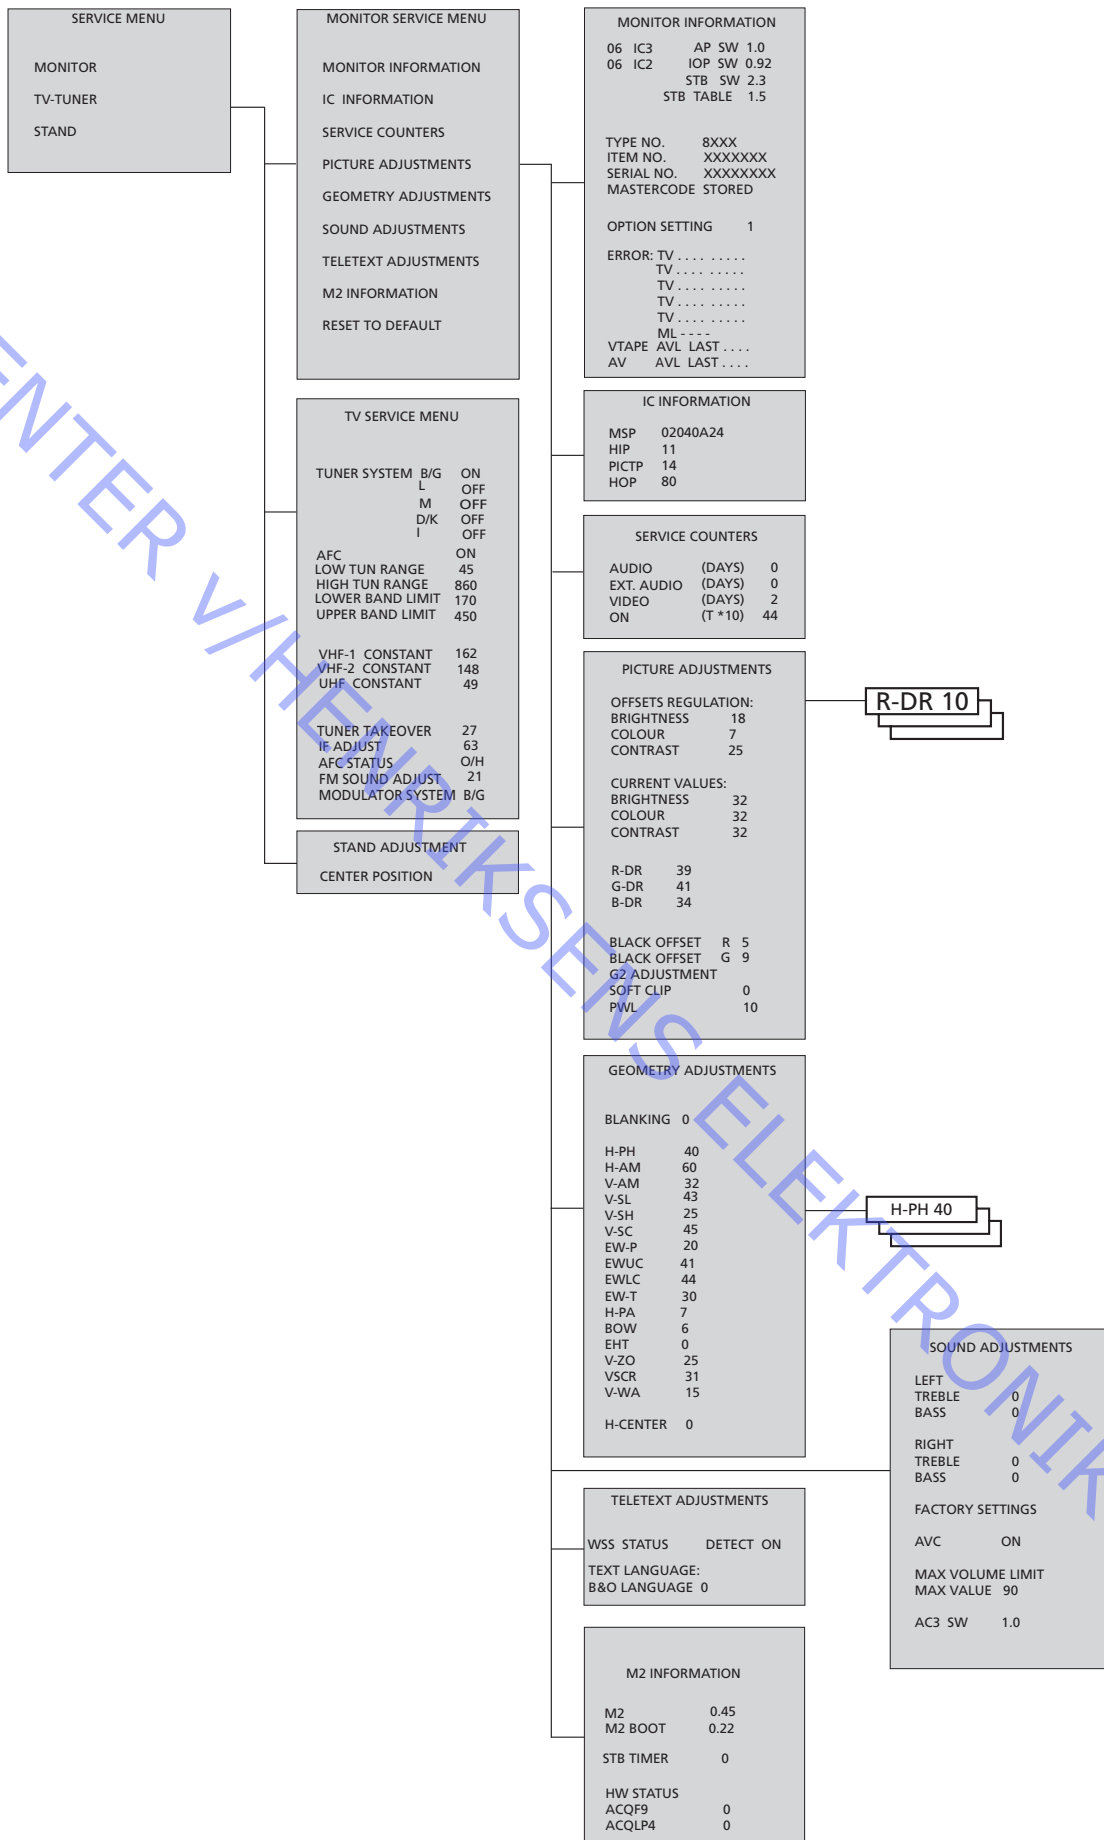 SERVICE MENU
MONITOR
TV-TUNER
STAND
MONITOR SERVICE MENU
MONITOR INFORMATION
IC INFORMATION
SERVICE COUNTERS
PICTURE ADJUSTMENTS
GEOMETRY ADJUSTMENTS
SOUND ADJUSTMENTS
TELETEXT ADJUSTMENTS
M2 INFORMATION
RESET TO DEFAULT
TV SERVICE MENU
TUNER SYSTEM B/G ON
L OFF
M OFF
D/K OFF
I OFF
AFC ON
LOW TUN RANGE 45
HIGH TUN RANGE 860
LOWER BAND LIMIT 170
UPPER BAND LIMIT 450
VHF-1 CONSTANT 162
VHF-2 CONSTANT 148
UHF CONSTANT 49
TUNER TAKEOVER 27
IF ADJUST 63
AFC STATUS O/H
FM SOUND ADJUST 21
MODULATOR SYSTEM B/G
STAND ADJUSTMENT
CENTER POSITION
MONITOR INFORMATION
06 IC3 AP SW 1.0
06 IC2 IOP SW 0.92
STB SW 2.3
STB TABLE 1.5
TYPE NO. 8XXX
ITEM NO. XXXXXXX
SERIAL NO. XXXXXXXX
MASTERCODE STORED
OPTION SETTING 1
ERROR: TV . . . . . . . . .
TV . . . . . . . . .
TV . . . . . . . . .
TV . . . . . . . . .
TV . . . . . . . . .
ML - - - -
VTAPE AVL LAST . . . .
AV AVL LAST . . . .
IC INFORMATION
MSP 02040A24
HIP 11
PICTP 14
HOP 80
SERVICE COUNTERS
AUDIO (DAYS) 0
EXT. AUDIO (DAYS) 0
VIDEO (DAYS) 2
ON (T *10) 44
PICTURE ADJUSTMENTS
OFFSETS REGULATION:
BRIGHTNESS 18
COLOUR 7
CONTRAST 25
CURRENT VALUES:
BRIGHTNESS 32
COLOUR 32
CONTRAST 32
R-DR 39
G-DR 41
B-DR 34
BLACK OFFSET R 5
BLACK OFFSET G 9
G2 ADJUSTMENT
SOFT CLIP 0
PWL 10
R-DR 10
GEOMETRY ADJUSTMENTS
BLANKING 0
H-PH 40
H-AM 60
V-AM 32
V-SL 43
V-SH 25
V-SC 45
EW-P 20
EWUC 41
EWLC 44
EW-T 30
H-PA 7
BOW 6
EHT 0
V-ZO 25
VSCR 31
V-WA 15
H-CENTER 0
H-PH 40
SOUND ADJUSTMENTS
LEFT
TREBLE 0
BASS 0
RIGHT
TREBLE 0
BASS 0
FACTORY SETTINGS
AVC ON
MAX VOLUME LIMIT
MAX VALUE 90
AC3 SW 1.0
TELETEXT ADJUSTMENTS
WSS STATUS DETECT ON
TEXT LANGUAGE:
B&O LANGUAGE 0
M2 INFORMATION
M2 0.45
M2 BOOT 0.22
STB TIMER 0
HW STATUS
ACQF9 0
ACQLP4 0
ENTER v/HENRIKSENS ELEKTRONIK